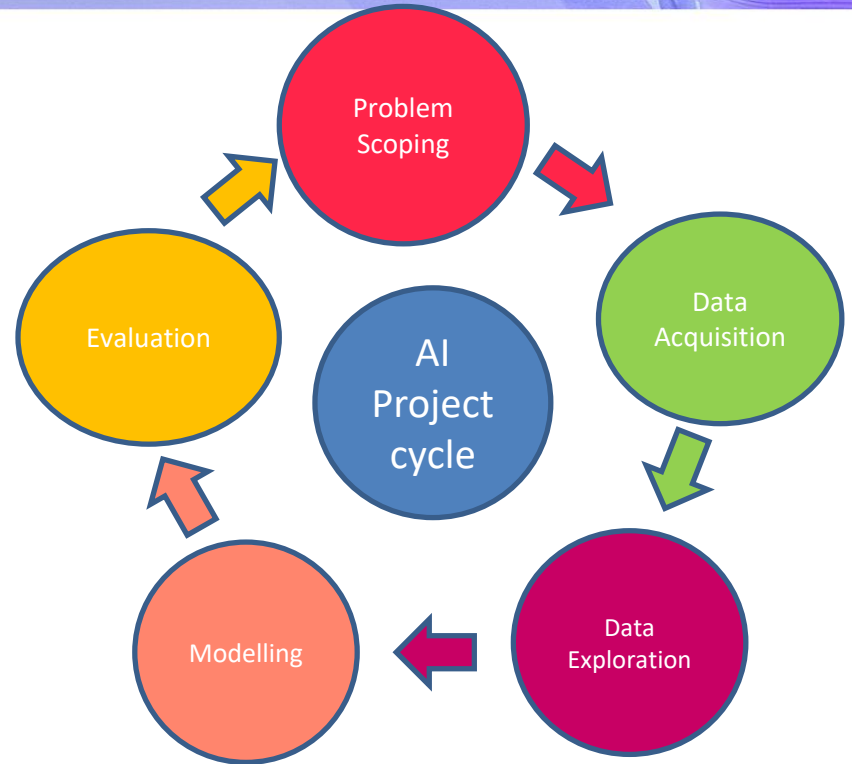 Problem
Scoping
Data
Acquisition
Evaluation
AI
Project
cycle
Data
Exploration
Modelling